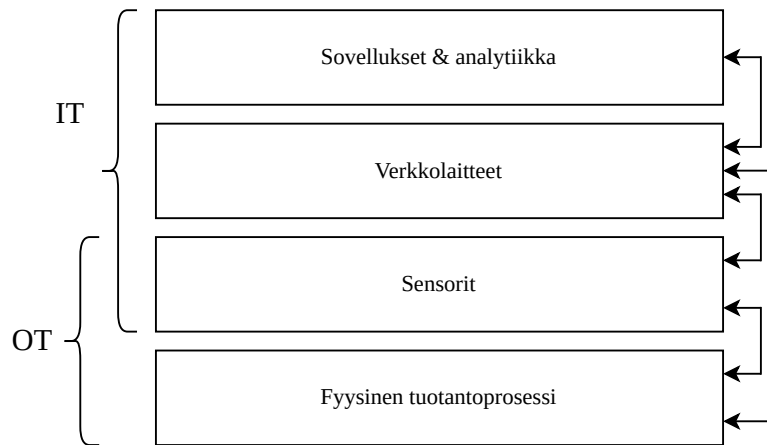 Sovellukset & analytiikka
IT
Verkkolaitteet
Sensorit
OT
Fyysinen tuotantoprosessi